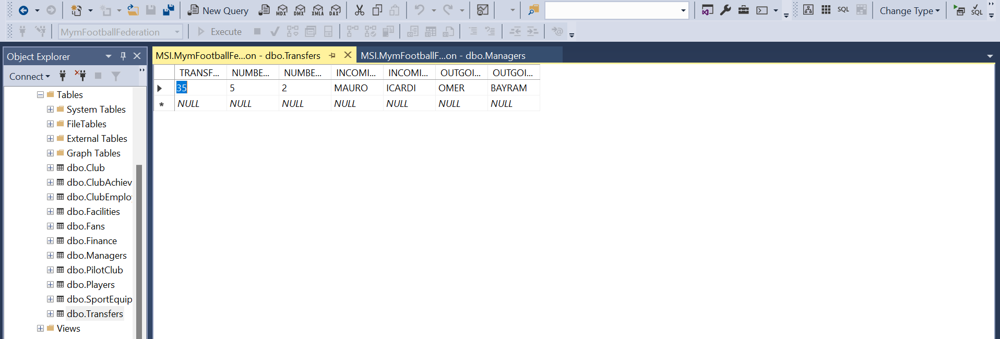 New Query MDX DMX XMLA DAX SQL Change Type SQL
MymFootballFederation Execute
Object Explorer
Connect
Tables
System Tables
FileTables
External Tables
Graph Tables
dbo.Club
dbo.ClubAchiev
dbo.ClubEmplo
dbo.Facilities
dbo.Fans
dbo.Finance
dbo.Managers
dbo.PilotClub
dbo.Players
dbo.SportEquip
dbo.Transfers
Views
MSI.MymFootballFe...on - dbo.Transfers MSI.MymFootballF...on - dbo.Managers
TRANSF... NUMBE... NUMBE... INCOMI... INCOMI... OUTGOI... OUTGOI...
35 5 2 MAURO ICARDI OMER BAYRAM
NULL NULL NULL NULL NULL NULL NULL